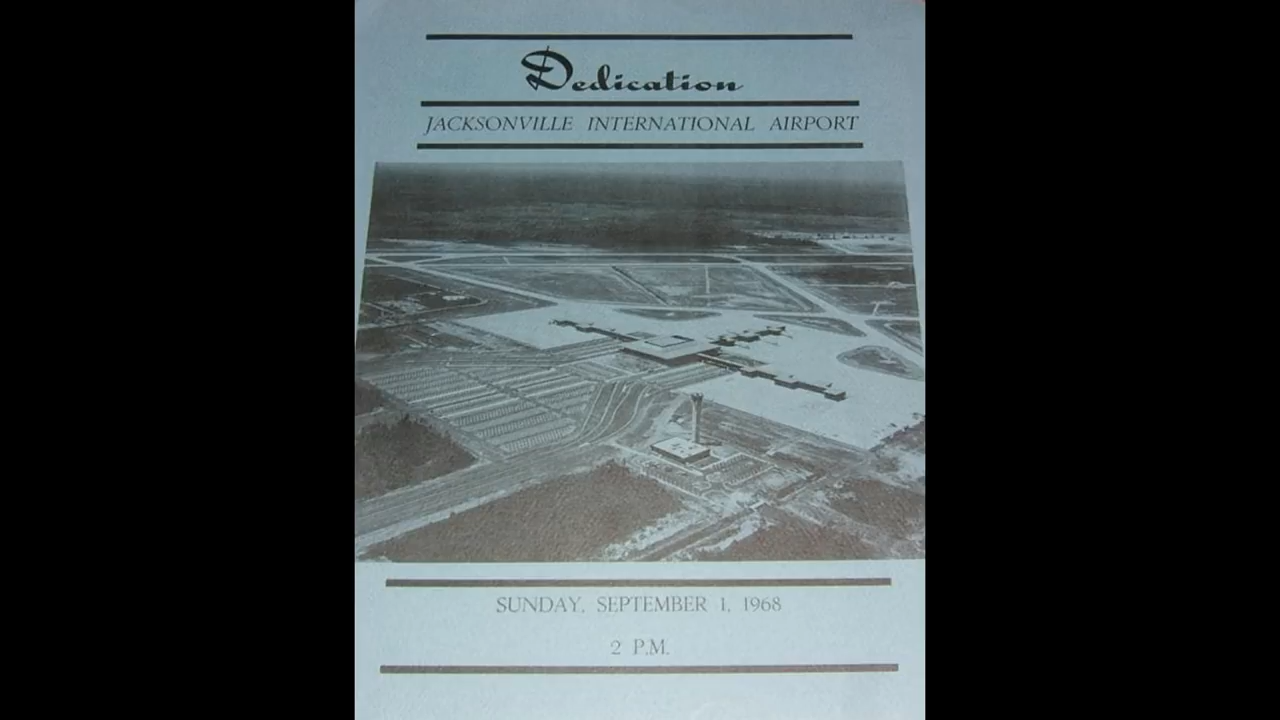 Dedication
JACKSONVILLE INTERNATIONAL AIRPORT
SUNDAY, SEPTEMBER 1, 1968
2 P.M.